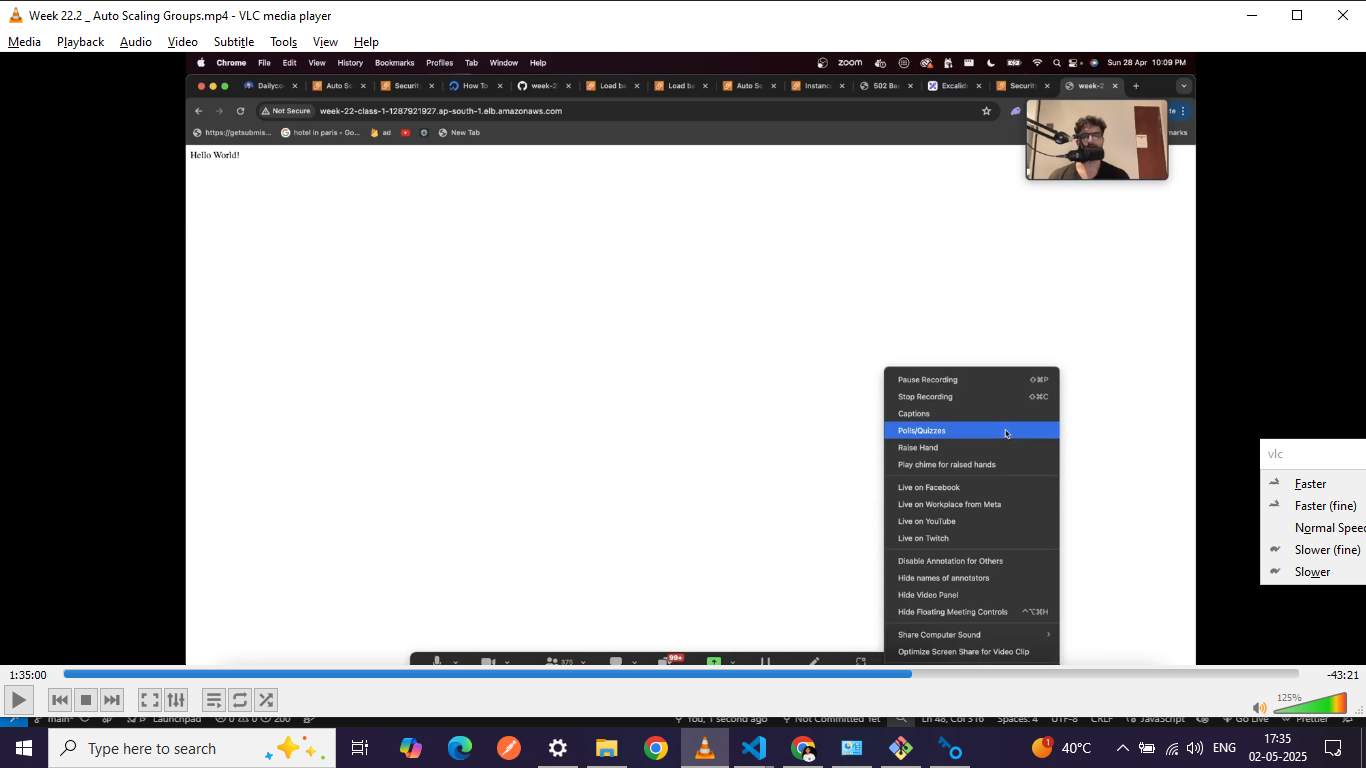 Week 22.2 _ Auto Scaling Groups.mp4 - VLC media player
Media Playback Audio Video Subtitle Tools View Help
Chrome File Edit View History Bookmarks Profiles Tab Window Help
zoom
Sun 28 Apr 10:09 PM
Dailyco
Auto Sc
Securit
How To
week-2
Load ba
Load ba
Auto Sc
Instanc
502 Ba
Excalid
Securit
week-2
Not Secure week-22-class-1-1287921927.ap-south-1.elb.amazonaws.com
https://getsubmis... hotel in paris - Go... ad New Tab
Hello World!
Pause Recording ⇧⌘P
Stop Recording ⇧⌘C
Captions
Polls/Quizzes
Raise Hand
Play chime for raised hands
Live on Facebook
Live on Workplace from Meta
Live on YouTube
Live on Twitch
Disable Annotation for Others
Hide names of annotators
Hide Video Panel
Hide Floating Meeting Controls ^⌥⌘H
Share Computer Sound
Optimize Screen Share for Video Clip
vlc
Faster
Faster (fine)
Normal Spee
Slower (fine)
Slower
375
99+
1:35:00
-43:21
125%
main*
Launchpad
You, 1 second ago
Not Committed Yet
Ln 48, Col 316
Spaces: 4
UTF-8
CRLF
JavaScript
Go Live
Prettier
Type here to search
1
40°C
ENG
17:35
02-05-2025